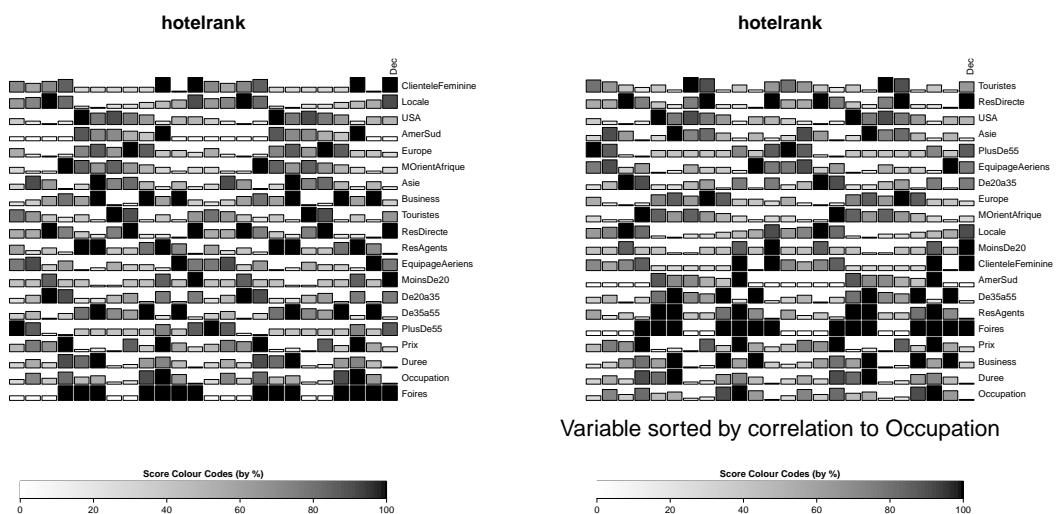 hotelrank
Dec
ClienteleFeminine
Locale
USA
AmerSud
Europe
MOrientAfrique
Asie
Business
Touristes
ResDirecte
ResAgents
EquipageAeriens
MoinsDe20
De20a35
De35a55
PlusDe55
Prix
Duree
Occupation
Foires
Score Colour Codes (by %)
0 20 40 60 80 100
hotelrank
Dec
Touristes
ResDirecte
USA
Asie
PlusDe55
EquipageAeriens
De20a35
Europe
MOrientAfrique
Locale
MoinsDe20
ClienteleFeminine
AmerSud
De35a55
ResAgents
Foires
Prix
Business
Duree
Occupation
Variable sorted by correlation to Occupation
Score Colour Codes (by %)
0 20 40 60 80 100